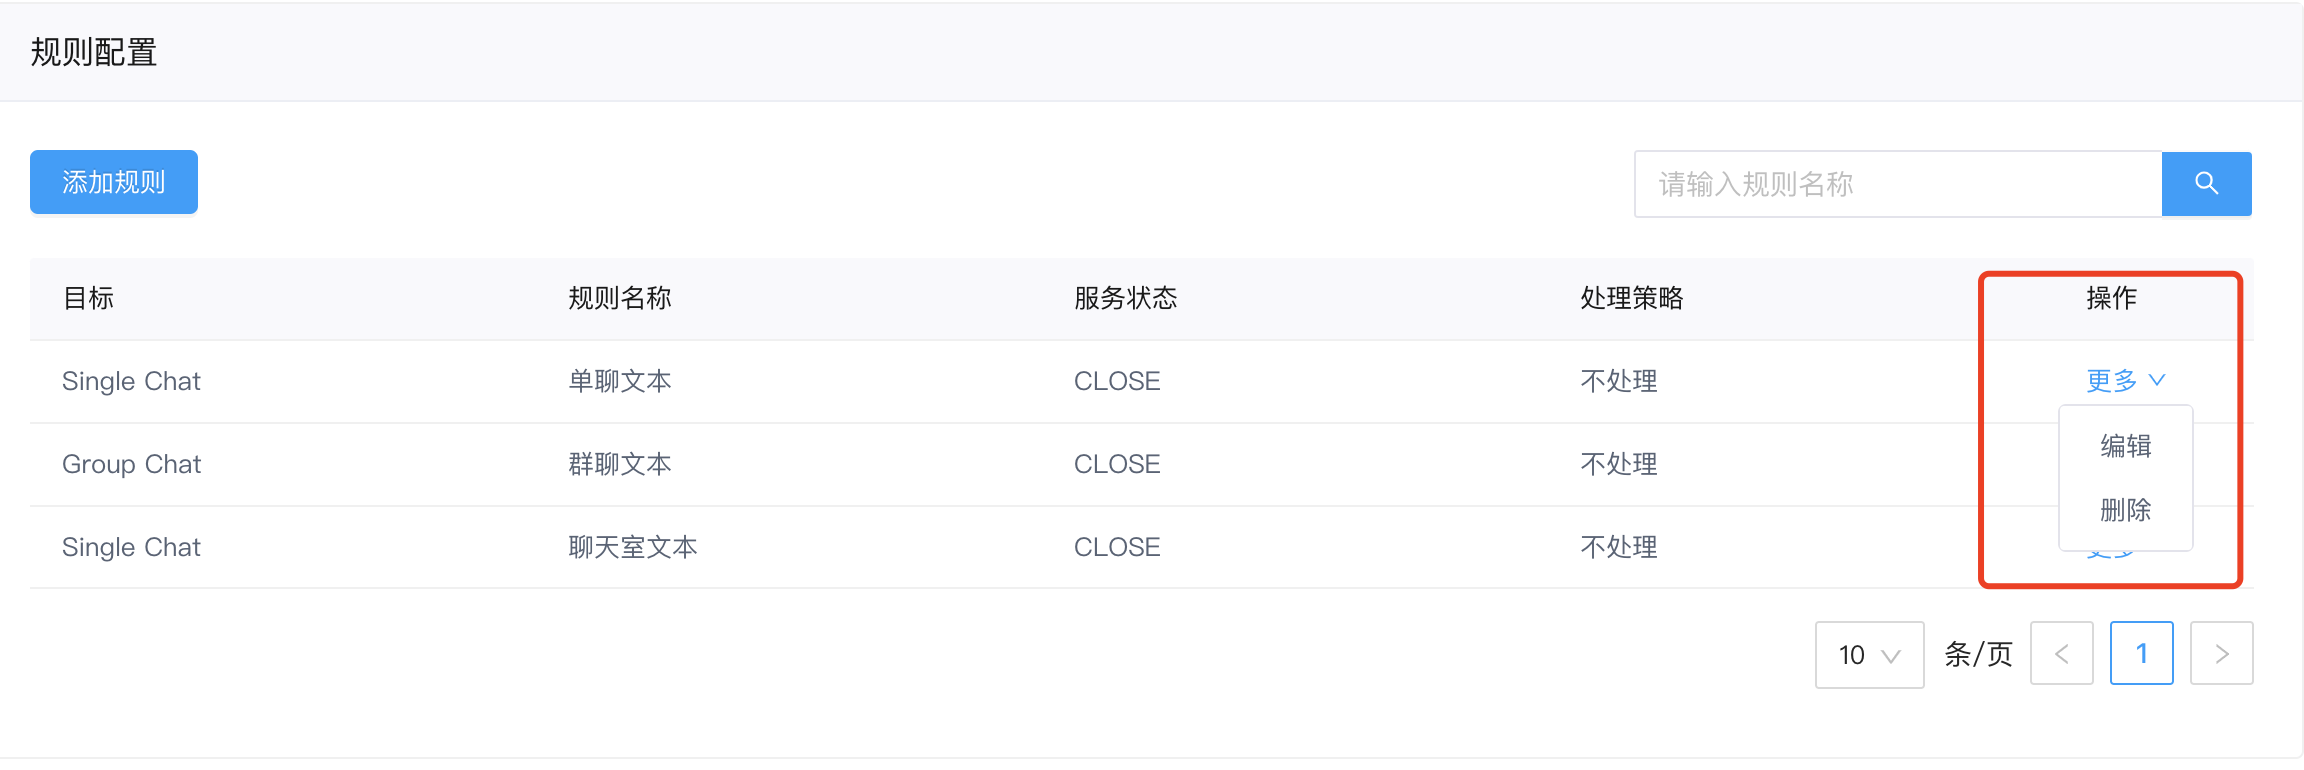 规则配置
添加规则
请输入规则名称
目标 规则名称 服务状态 处理策略 操作
Single Chat 单聊文本 CLOSE 不处理 更多
编辑
Group Chat 群聊文本 CLOSE 不处理
删除
Single Chat 聊天室文本 CLOSE 不处理
10 条/页 < 1 >